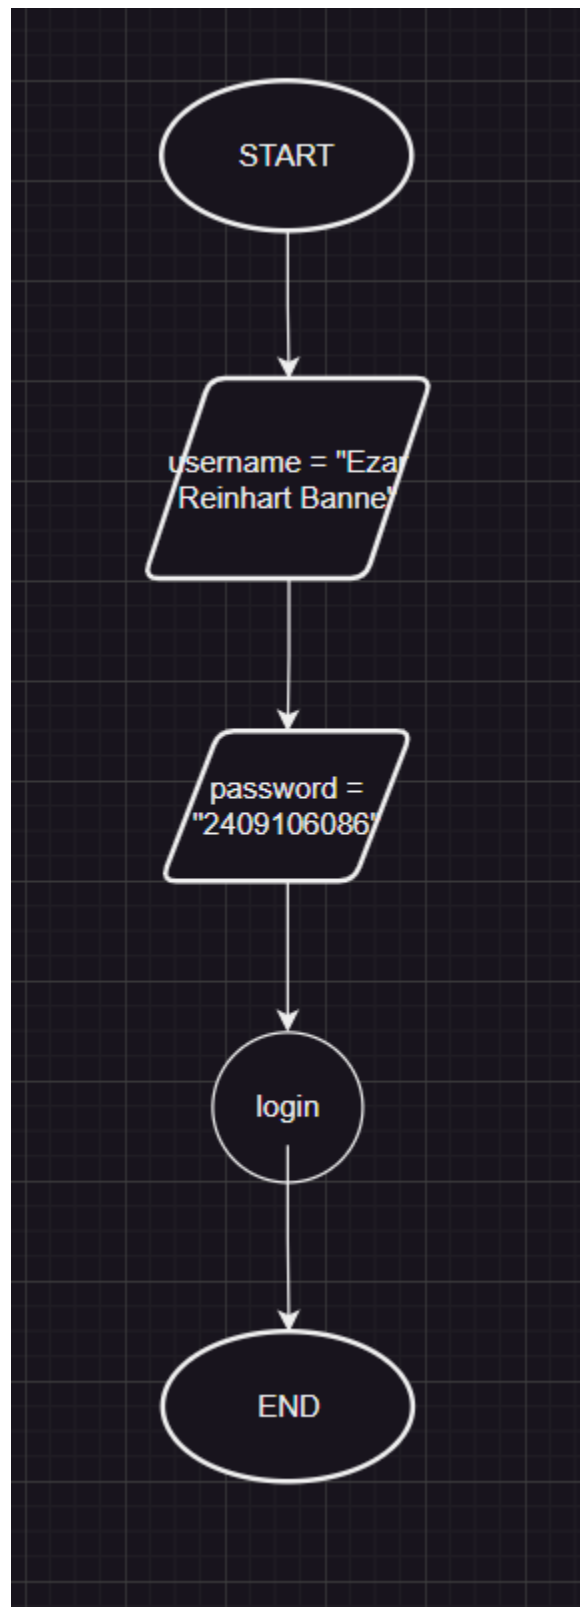 START
username = "Ezar
Reinhart Banne"
password =
"2409106086"
login
END